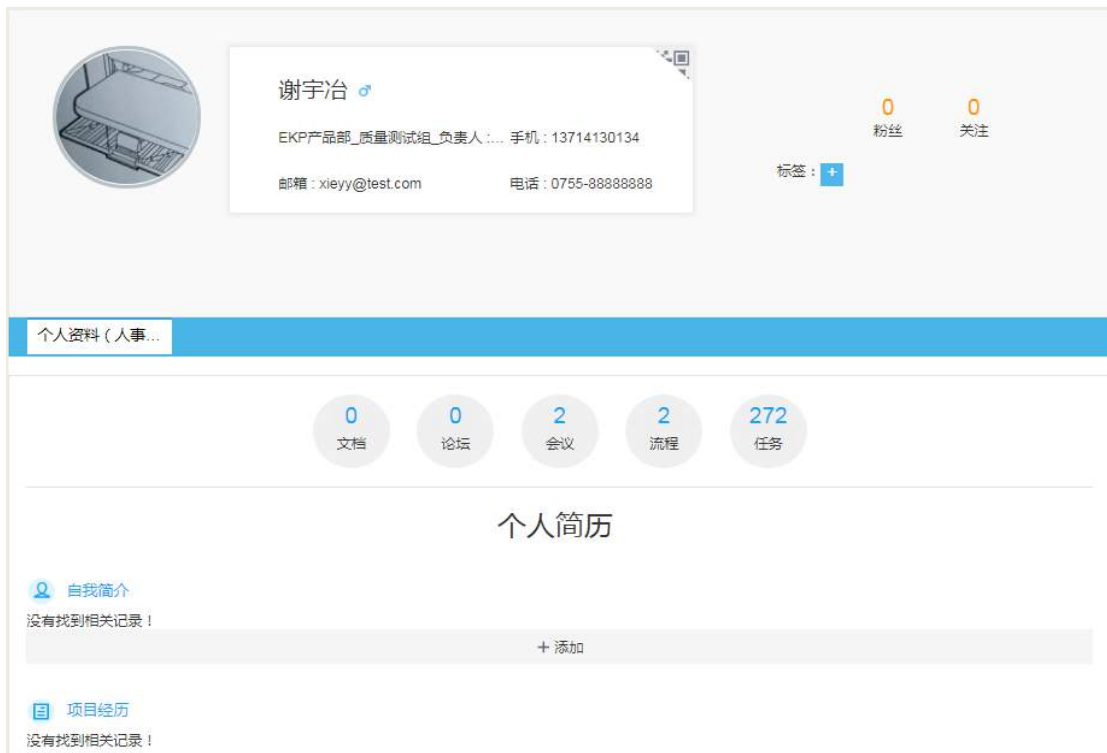 谢宇冶
EKP产品部_质量测试组_负责人 :... 手机 : 13714130134
邮箱 : xieyy@test.com 电话 : 0755-88888888
0 0
粉丝 关注
标签 : +
个人资料 ( 人事...
0 0 2 2 272
文档 论坛 会议 流程 任务
个人简历
自我简介
没有找到相关记录！
+ 添加
项目经历
没有找到相关记录！